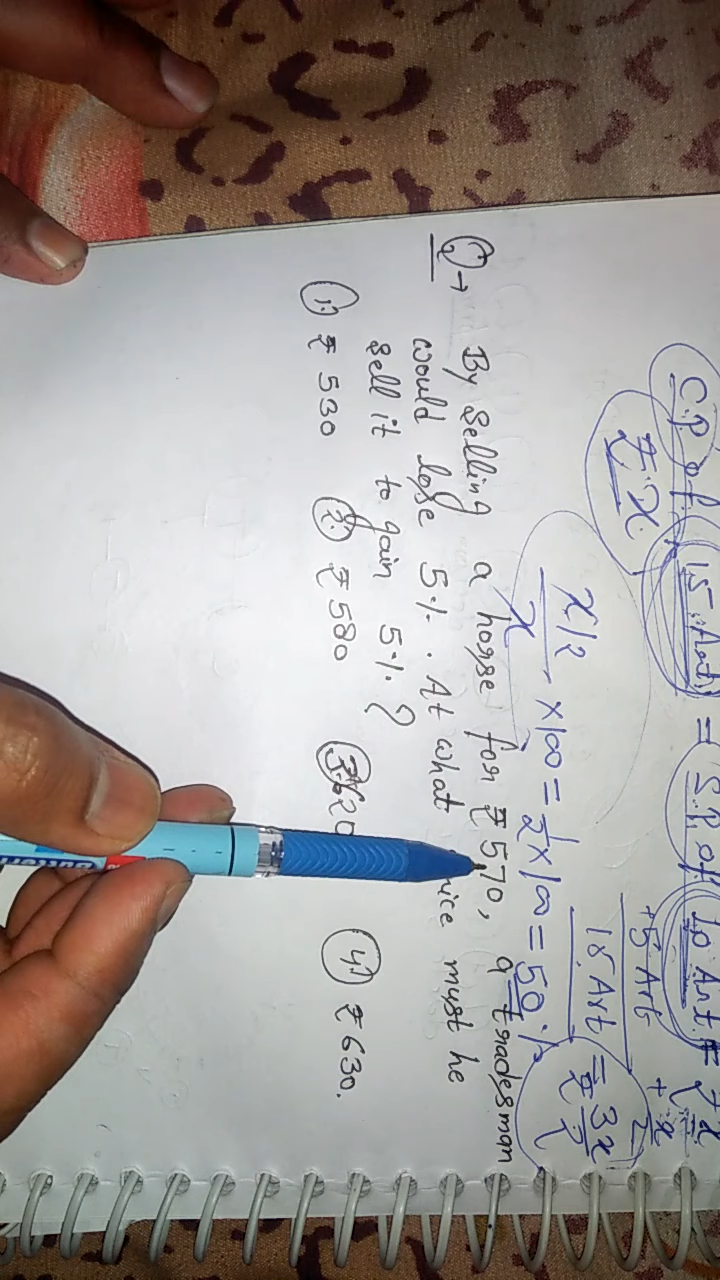 C.P. of 15 Art = S.P. of 10 Art = ₹ x
₹ x
+5 Art + x/2
15 Art = ₹ 3x/2
x/2 / x × 100 = 1/2 × 100 = 50%
Q→ By Selling a horse for ₹ 570, a tradesman
would lose 5%. At what must he
sell it to gain 5%?
1. ₹ 530 2. ₹ 580 3. ₹ 620 4. ₹ 630.